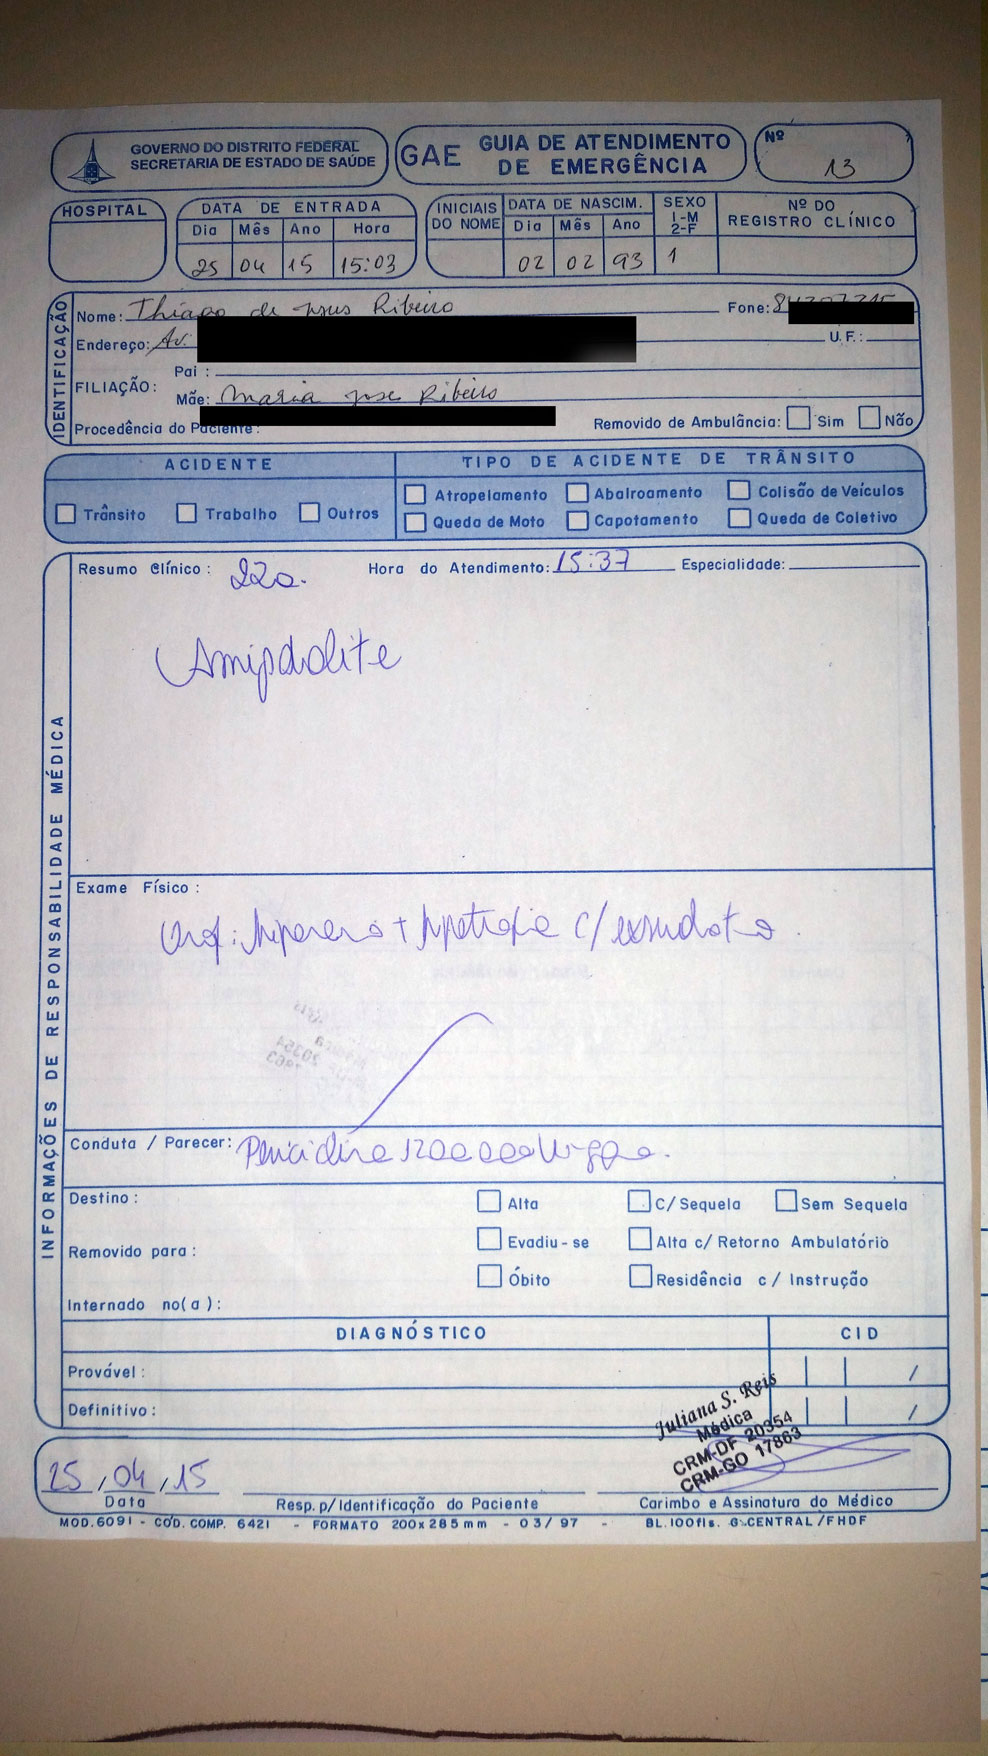 GOVERNO DO DISTRITO FEDERAL
SECRETARIA DE ESTADO DE SAÚDE
GAE GUIA DE ATENDIMENTO
DE EMERGÊNCIA
Nº
13
HOSPITAL
DATA DE ENTRADA
Dia Mês Ano Hora
25 04 15 15:03
INICIAIS
DO NOME
DATA DE NASCIM.
Dia Mês Ano
02 02 93
SEXO
1-M
2-F
1
Nº DO
REGISTRO CLÍNICO
IDENTIFICAÇÃO
Nome: Thiago de Jesus Ribeiro Fone:
Endereço: Av. U.F.:
FILIAÇÃO:
Pai :
Mãe: Maria Jose Ribeiro
Procedência do Paciente: Removido de Ambulância: Sim Não
ACIDENTE
Trânsito Trabalho Outros
TIPO DE ACIDENTE DE TRÂNSITO
Atropelamento Abalroamento Colisão de Veículos
Queda de Moto Capotamento Queda de Coletivo
INFORMAÇÕES DE RESPONSABILIDADE MÉDICA
Resumo Clínico: 22a. Hora do Atendimento: 15:37 Especialidade:
Amigdalite
Exame Físico :
Orof: hiperemia + hipertrofia c/ exsudato.
Conduta / Parecer: Penicilina 1200000
Destino: Alta C/ Sequela Sem Sequela
Removido para: Evadiu-se Alta c/ Retorno Ambulatório
Óbito Residência c/ Instrução
Internado no(a):
DIAGNÓSTICO CID
Provável : /
Definitivo : /
Juliana S. Reis
Médica
CRM-DF 20354
CRM-GO 17863
25, 04, 15
Data Resp. p/Identificação do Paciente Carimbo e Assinatura do Médico
MOD. 6091 - CÓD. COMP. 6421 - FORMATO 200x285mm - 03/97 - BL.100fls. G.CENTRAL/FHDF